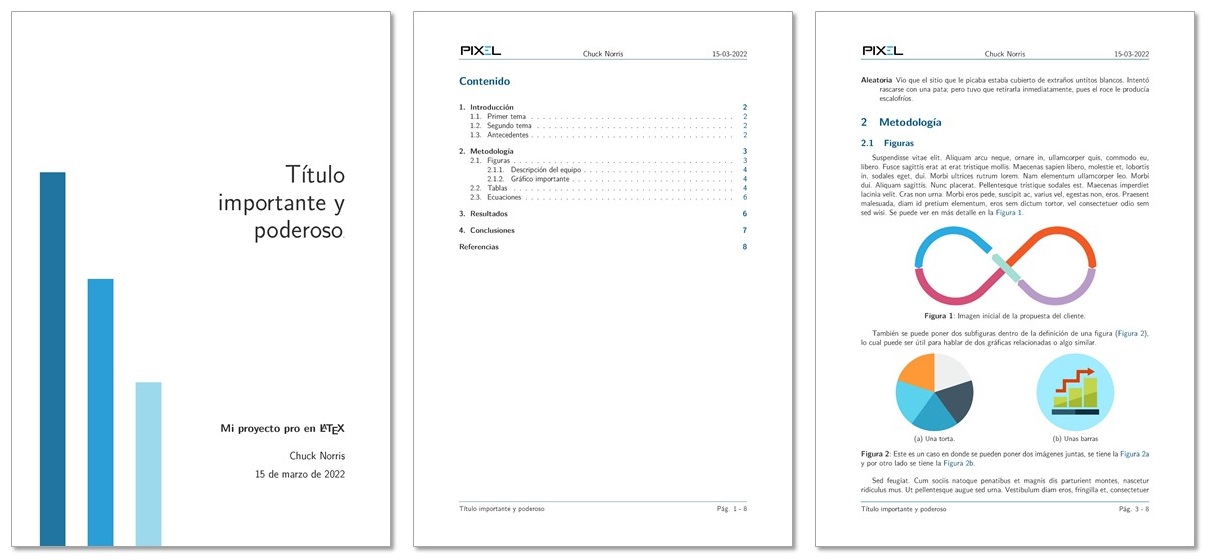 Título
importante y
poderoso
Mi proyecto pro en LATEX
Chuck Norris
15 de marzo de 2022
PIXEL Chuck Norris 15-03-2022
Contenido
1. Introducción 2
1.1. Primer tema 2
1.2. Segundo tema 2
1.3. Antecedentes 2
2. Metodología 3
2.1. Figuras 3
2.1.1. Descripción del equipo 4
2.1.2. Gráfico importante 4
2.2. Tablas 4
2.3. Ecuaciones 6
3. Resultados 6
4. Conclusiones 7
Referencias 8
Título importante y poderoso Pág. 1 - 8
PIXEL Chuck Norris 15-03-2022
Aleatoria Vio que el sitio que le picaba estaba cubierto de extraños untitos blancos. Intentó
rascarse con una pata; pero tuvo que retirarla inmediatamente, pues el roce le producía
escalofríos.
2 Metodología
2.1 Figuras
Suspendisse vitae elit. Aliquam arcu neque, ornare in, ullamcorper quis, commodo eu,
libero. Fusce sagittis erat at erat tristique mollis. Maecenas sapien libero, molestie et, lobortis
in, sodales eget, dui. Morbi ultrices rutrum lorem. Nam elementum ullamcorper leo. Morbi
dui. Aliquam sagittis. Nunc placerat. Pellentesque tristique sodales est. Maecenas imperdiet
lacinia velit. Cras non urna. Morbi eros pede, suscipit ac, varius vel, egestas non, eros. Praesent
malesuada, diam id pretium elementum, eros sem dictum tortor, vel consectetuer odio sem
sed wisi. Se puede ver en más detalle en la Figura 1.
Figura 1: Imagen inicial de la propuesta del cliente.
También se puede poner dos subfiguras dentro de la definición de una figura (Figura 2),
lo cual puede ser útil para hablar de dos gráficas relacionadas o algo similar.
(a) Una torta. (b) Unas barras
Figura 2: Este es un caso en donde se pueden poner dos imágenes juntas, se tiene la Figura 2a
y por otro lado se tiene la Figura 2b.
Sed feugiat. Cum sociis natoque penatibus et magnis dis parturient montes, nascetur
ridiculus mus. Ut pellentesque augue sed urna. Vestibulum diam eros, fringilla et, consectetuer
Título importante y poderoso Pág. 3 - 8